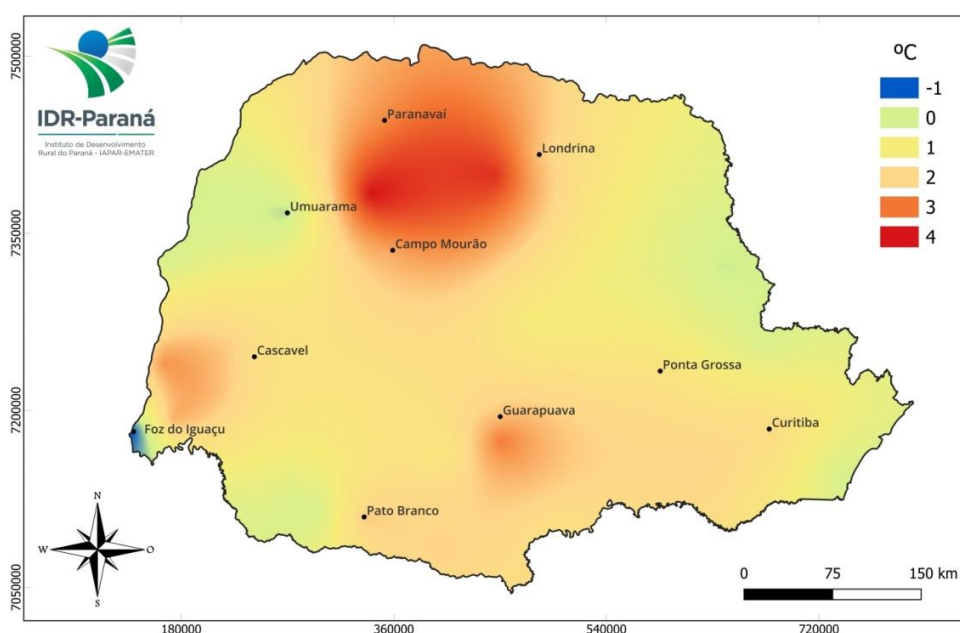 IDR-Paraná
Instituto de Desenvolvimento
Rural do Paraná - IAPAR-EMATER
ºC
-1
0
1
2
3
4
Paranavaí
Londrina
Umuarama
Campo Mourão
Cascavel
Ponta Grossa
Guarapuava
Foz do Iguaçu
Curitiba
Pato Branco
N
W
O
S
0 75 150 km
7500000
7350000
7200000
7050000
180000 360000 540000 720000